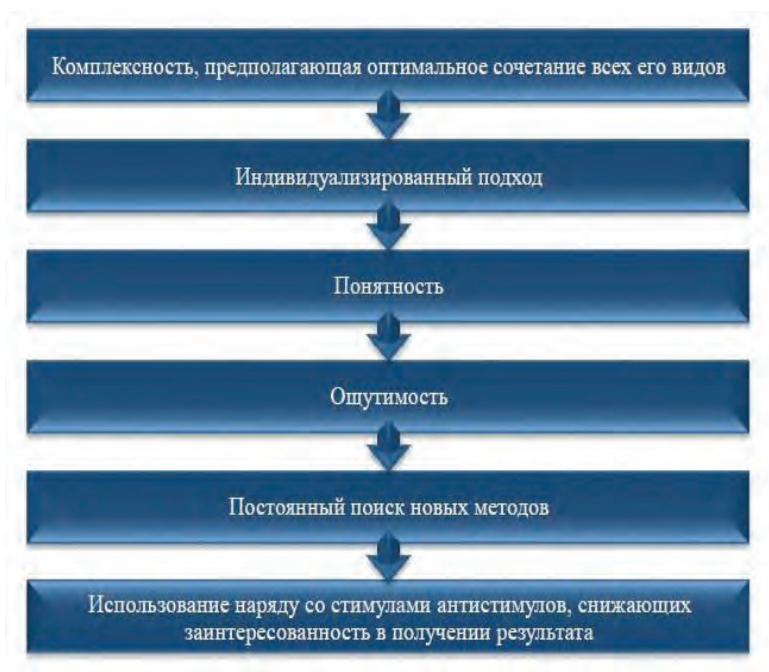 Комплексность, предполагающая оптимальное сочетание всех его видов
Индивидуализированный подход
Понятность
Ощутимость
Постоянный поиск новых методов
Использование наряду со стимулами антистимулов, снижающих
заинтересованность в получении результата